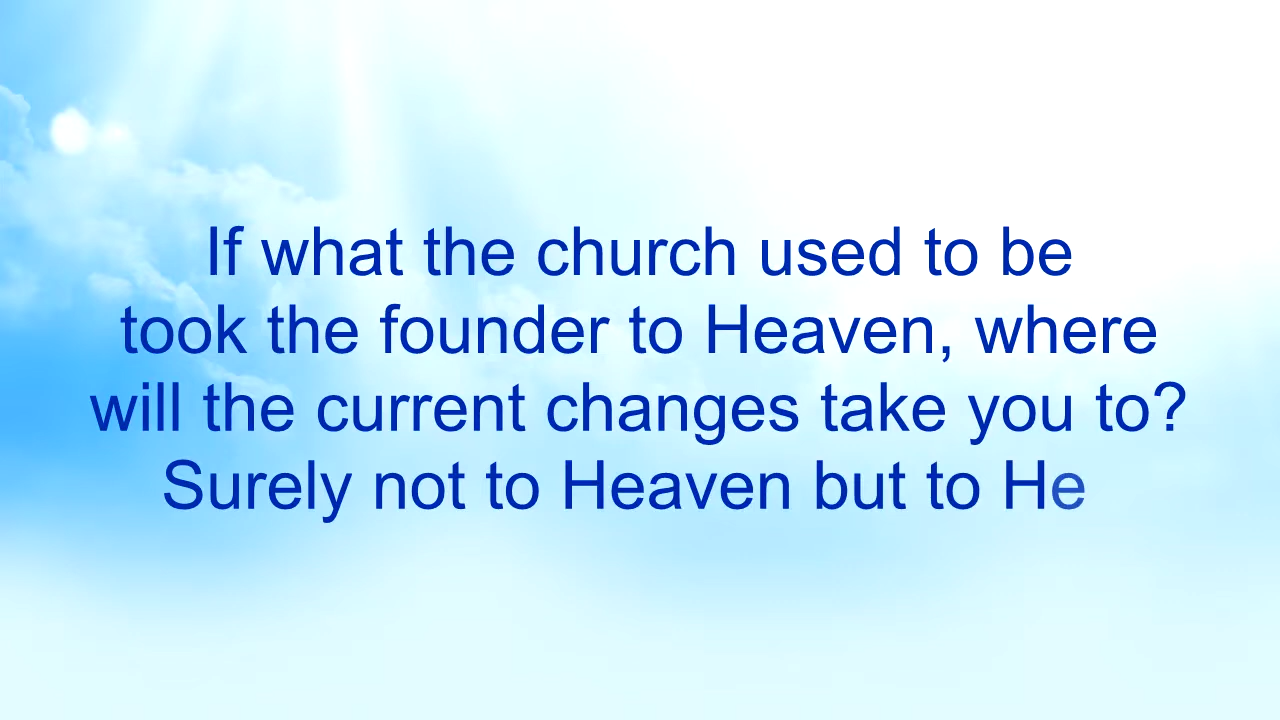 If what the church used to be
took the founder to Heaven, where
will the current changes take you to?
Surely not to Heaven but to He